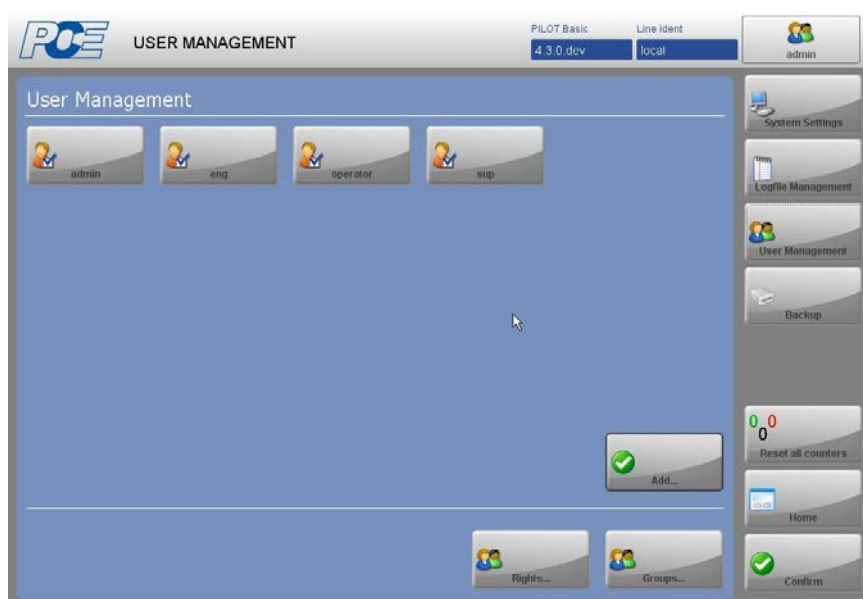 PCE
USER MANAGEMENT
PILOT Basic
4.3.0.dev
Line ident
local
admin
User Management
admin
eng
operator
sup
Add...
Rights...
Groups...
System Settings
Logfile Management
User Management
Backup
0 0
0
Reset all counters
Home
Confirm